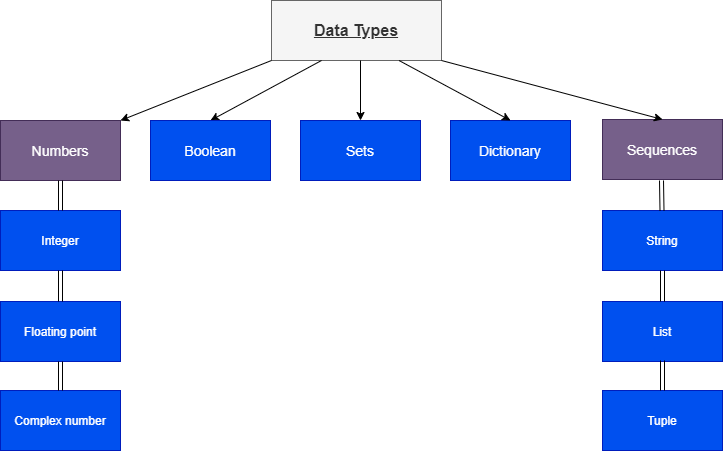 Data Types
Numbers
Boolean
Sets
Dictionary
Sequences
Integer
String
Floating point
List
Complex number
Tuple